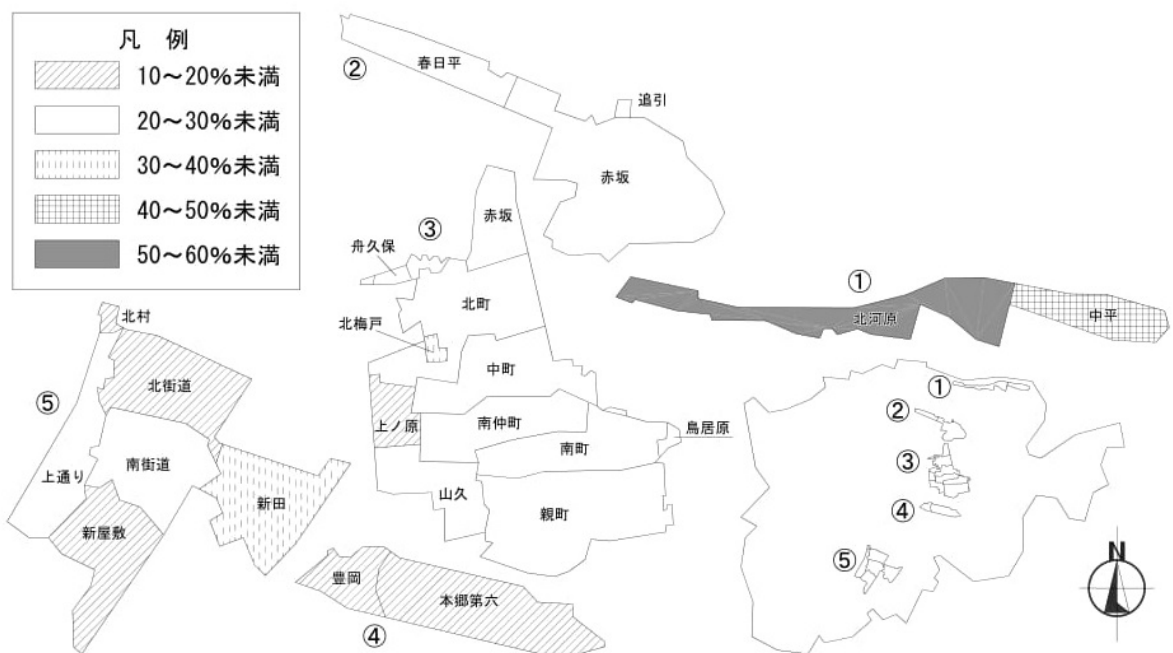 凡 例
10～20%未満
20～30%未満
30～40%未満
40～50%未満
50～60%未満
②
春日平
追引
赤坂
③
赤坂
舟久保
北町
北梅戸
中町
上ノ原
南仲町
鳥居原
南町
山久
親町
①
北河原
中平
⑤
北村
北街道
上通り
南街道
新田
新屋敷
豊岡
本郷第六
④
①
②
③
④
⑤
N